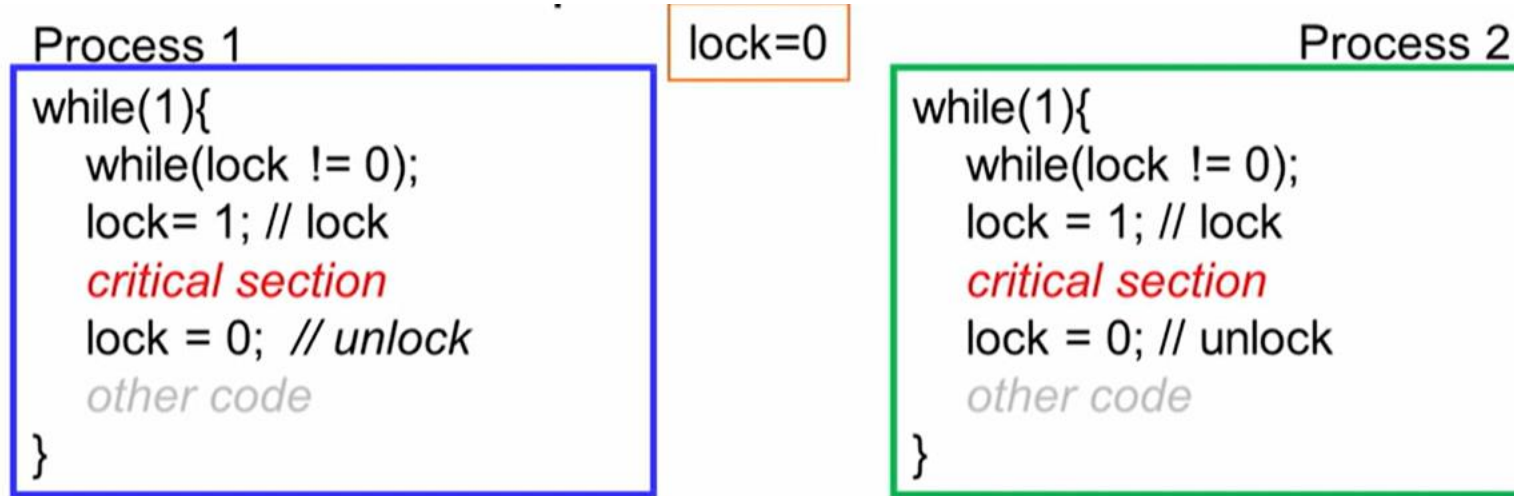 Process 1
lock=0
Process 2
while(1){
while(lock != 0);
lock= 1; // lock
critical section
lock = 0; // unlock
other code
}
while(1){
while(lock != 0);
lock = 1; // lock
critical section
lock = 0; // unlock
other code
}